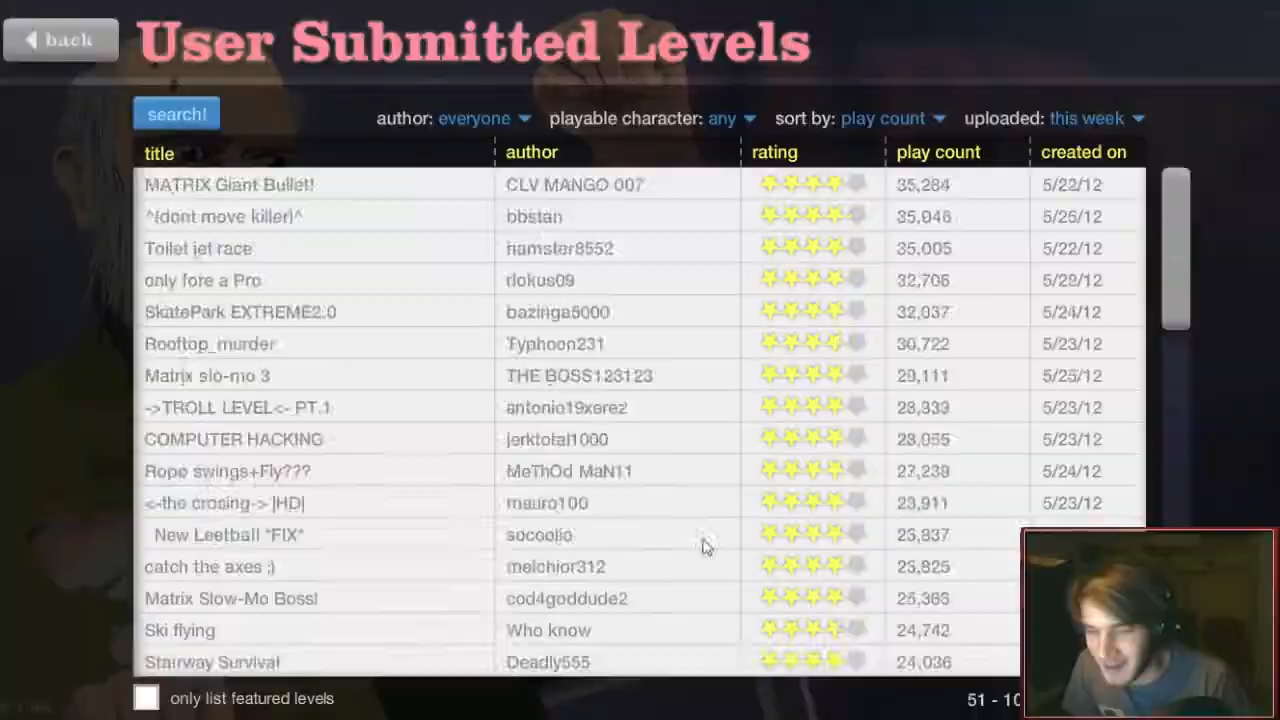 back
User Submitted Levels
search!
author: everyone playable character: any sort by: play count uploaded: this week
title author rating play count created on
MATRIX Giant Bullet! CLV MANGO 007 35,284 5/22/12
^(dont move killer)^ bbstan 35,046 5/25/12
Toilet jet race hamster8552 35,005 5/22/12
only fore a Pro rlokus09 32,706 5/22/12
SkatePark EXTREME2.0 bazinga5000 32,037 5/24/12
Rooftop_murder Typhoon231 30,722 5/23/12
Matrix slo-mo 3 THE BOSS123123 29,111 5/25/12
->TROLL LEVEL<- PT.1 antonio19xerez 28,339 5/23/12
COMPUTER HACKING jerktofal1000 28,055 5/23/12
Rope swings+Fly??? MeThOd MaN11 27,239 5/24/12
<-the crosing-> |HD| mauro100 5/23/12
New Leetball *FIX* socoolio 25,837
catch the axes ;) melchior312 25,825
Matrix Slow-Mo Boss! cod4goddude2 25,363
Ski flying Who know 24,742
Stairway Survival Deadly555 24,036
only list featured levels 51 - 10